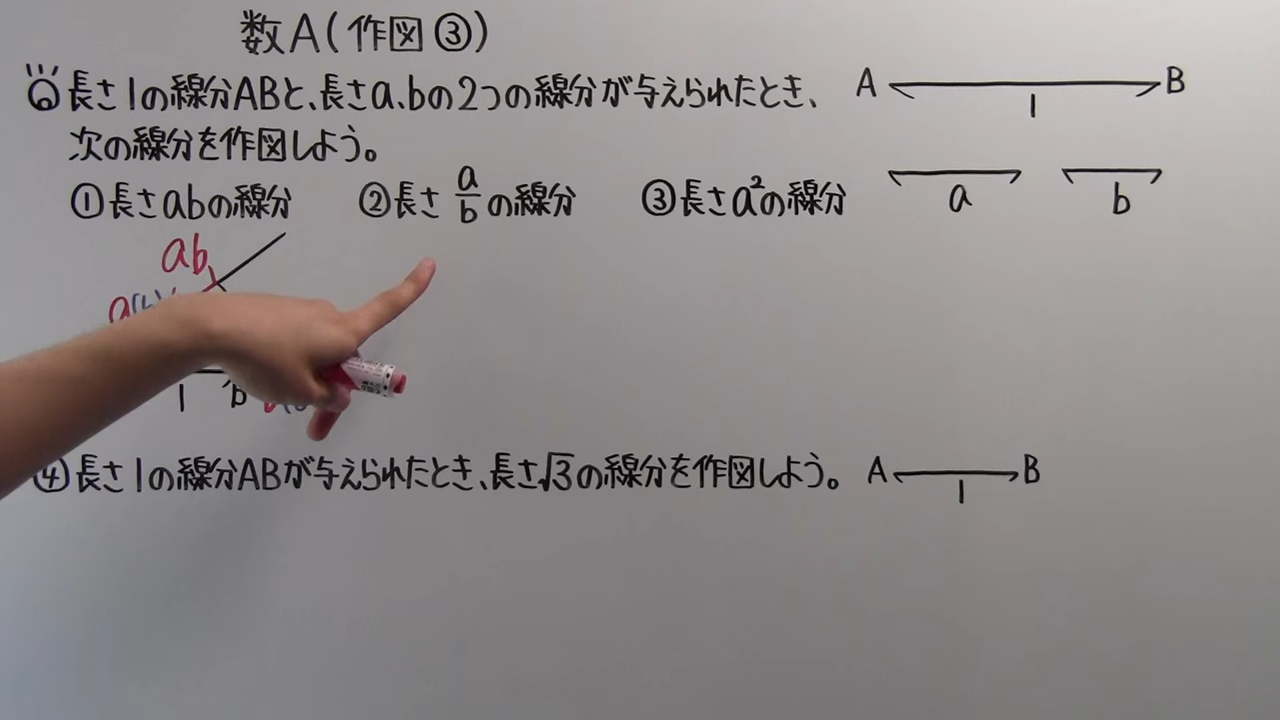 数A(作図③)
長さ1の線分ABと、長さa、bの2つの線分が与えられたとき、
次の線分を作図しよう。
A B
1
a b
①長さabの線分 ②長さ a/b の線分 ③長さa²の線分
ab
a
1 b
④長さ1の線分ABが与えられたとき、長さ√3の線分を作図しよう。
A B
1